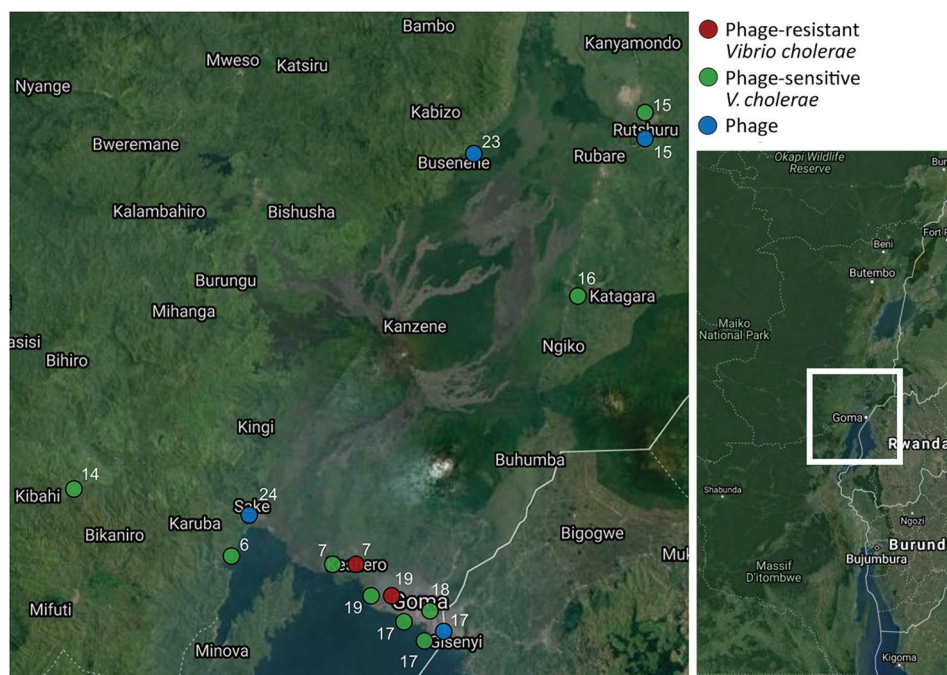 Bambo
Kanyamondo
Mweso
Katsiru
Nyange
Kabizo
15
Rutshuru
15
Bweremane
23
Busenene
Rubare
Kalambahiro
Bishusha
Burungu
16
Katagara
Mihanga
Kanzene
asisi
Bihiro
Ngiko
Kingi
Buhumba
14
Kibahi
24
Sake
Karuba
Bikaniro
Bigogwe
6
7
7
ero
Muk
19
19
Goma
18
Mifuti
17
17
Gisenyi
17
Minova
Phage-resistant
Vibrio cholerae
Phage-sensitive
V. cholerae
Phage
Okapi Wildlife
Reserve
Bun
Beni
Fort P
Butembo
Maiko
National Park
Goma
Rwanda
Shabunda
Ngozi
Burund
Bujumbura
Massif
D'itombwe
Kigoma